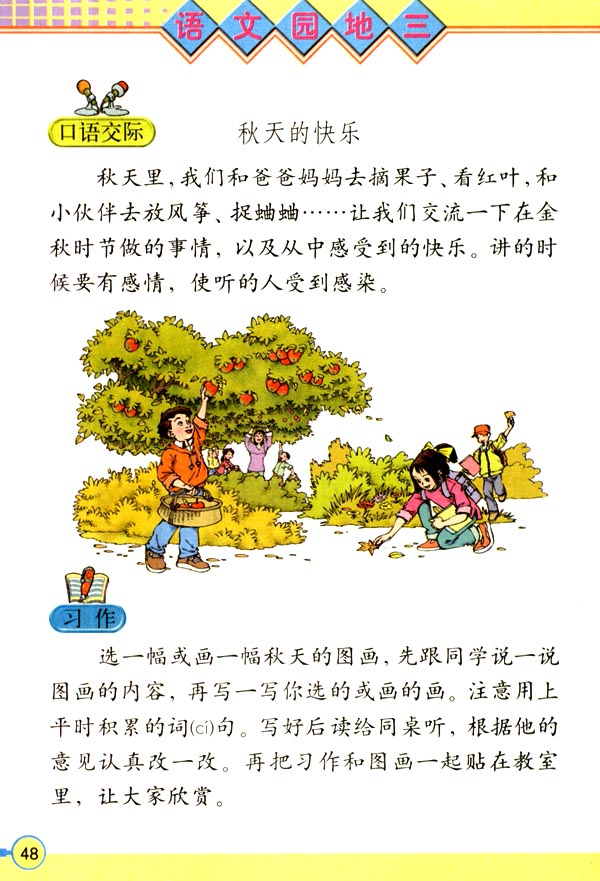 语文园地三
口语交际
秋天的快乐
秋天里，我们和爸爸妈妈去摘果子、看红叶，和
小伙伴去放风筝、捉蛐蛐……让我们交流一下在金
秋时节做的事情，以及从中感受到的快乐。讲的时
候要有感情，使听的人受到感染。
习作
选一幅或画一幅秋天的图画，先跟同学说一说
图画的内容，再写一写你选的或画的画。注意用上
平时积累的词(cí)句。写好后读给同桌听，根据他的
意见认真改一改。再把习作和图画一起贴在教室
里，让大家欣赏。
48